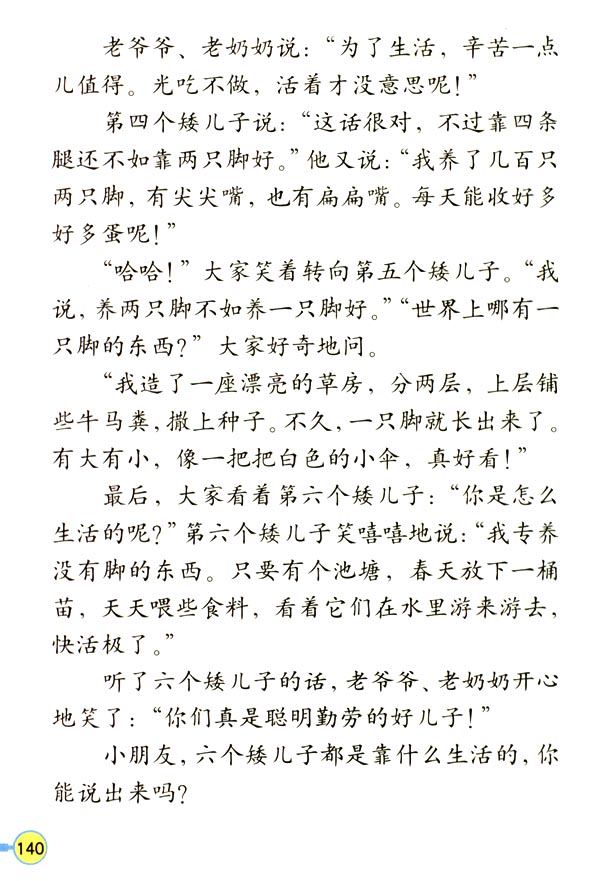 老爷爷、老奶奶说：“为了生活，辛苦一点
儿值得。光吃不做，活着才没意思呢！”
第四个矮儿子说：“这话很对，不过靠四条
腿还不如靠两只脚好。”他又说：“我养了几百只
两只脚，有尖尖嘴，也有扁扁嘴。每天能收好多
好多蛋呢！”
“哈哈！”大家笑着转向第五个矮儿子。“我
说，养两只脚不如养一只脚好。”“世界上哪有一
只脚的东西？”大家好奇地问。
“我造了一座漂亮的草房，分两层，上层铺
些牛马粪，撒上种子。不久，一只脚就长出来了。
有大有小，像一把把白色的小伞，真好看！”
最后，大家看着第六个矮儿子：“你是怎么
生活的呢？”第六个矮儿子笑嘻嘻地说：“我专养
没有脚的东西。只要有个池塘，春天放下一桶
苗，天天喂些食料，看着它们在水里游来游去，
快活极了。”
听了六个矮儿子的话，老爷爷、老奶奶开心
地笑了：“你们真是聪明勤劳的好儿子！”
小朋友，六个矮儿子都是靠什么生活的，你
能说出来吗？
140